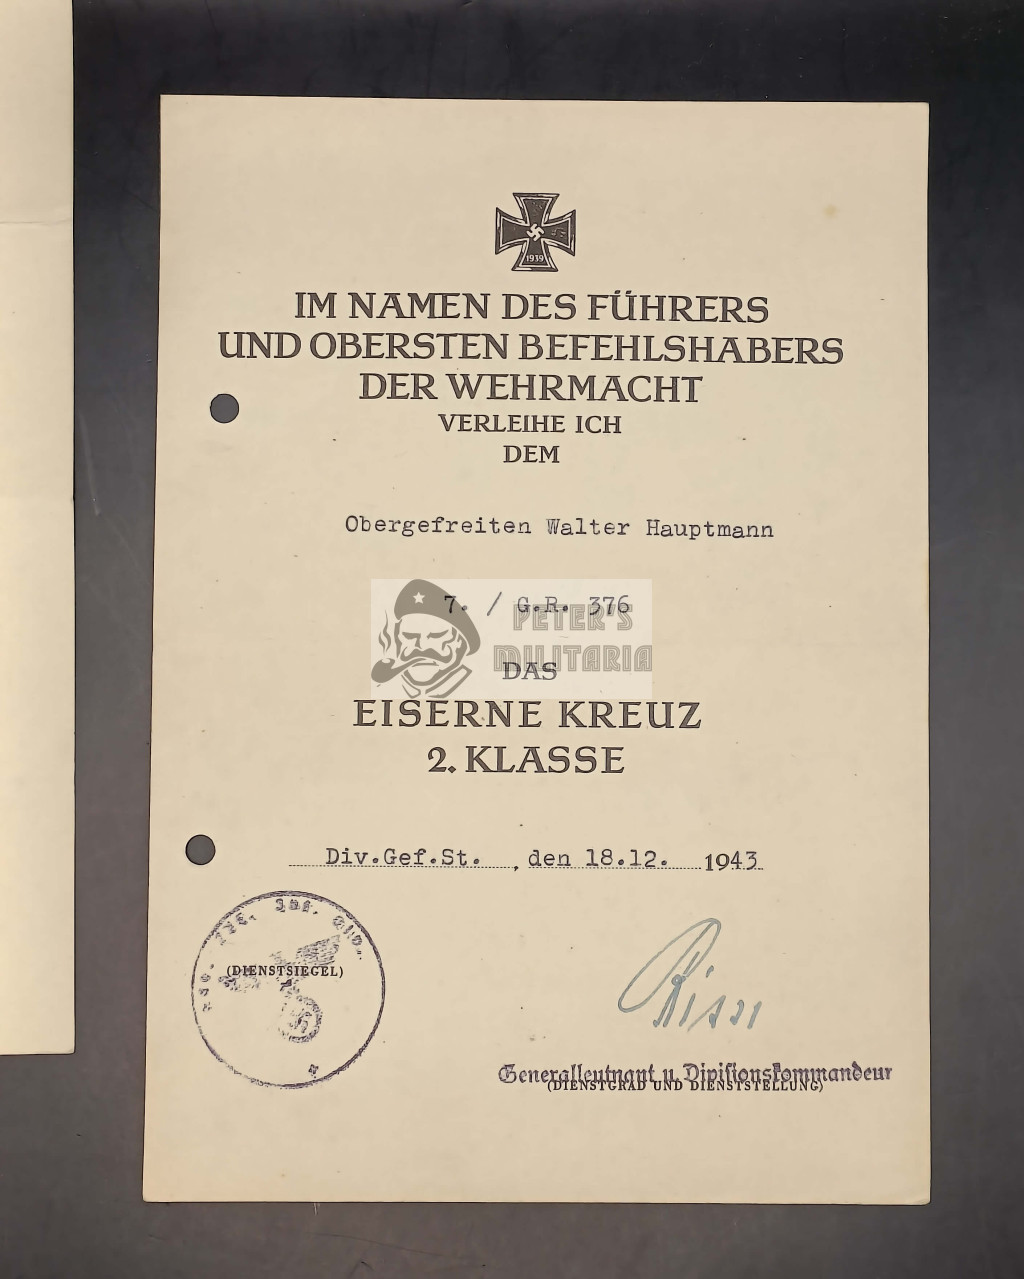 1939
IM NAMEN DES FÜHRERS
UND OBERSTEN BEFEHLSHABERS
DER WEHRMACHT
VERLEIHE ICH
DEM
Obergefreiten Walter Hauptmann
7. / G.R. 376
PETER'S
MILITARIA
DAS
EISERNE KREUZ
2. KLASSE
Div.Gef.St. , den 18.12. 1943
(DIENSTSIEGEL)
Generalleutnant u. Divisionskommandeur
(DIENSTGRAD UND DIENSTSTELLUNG)